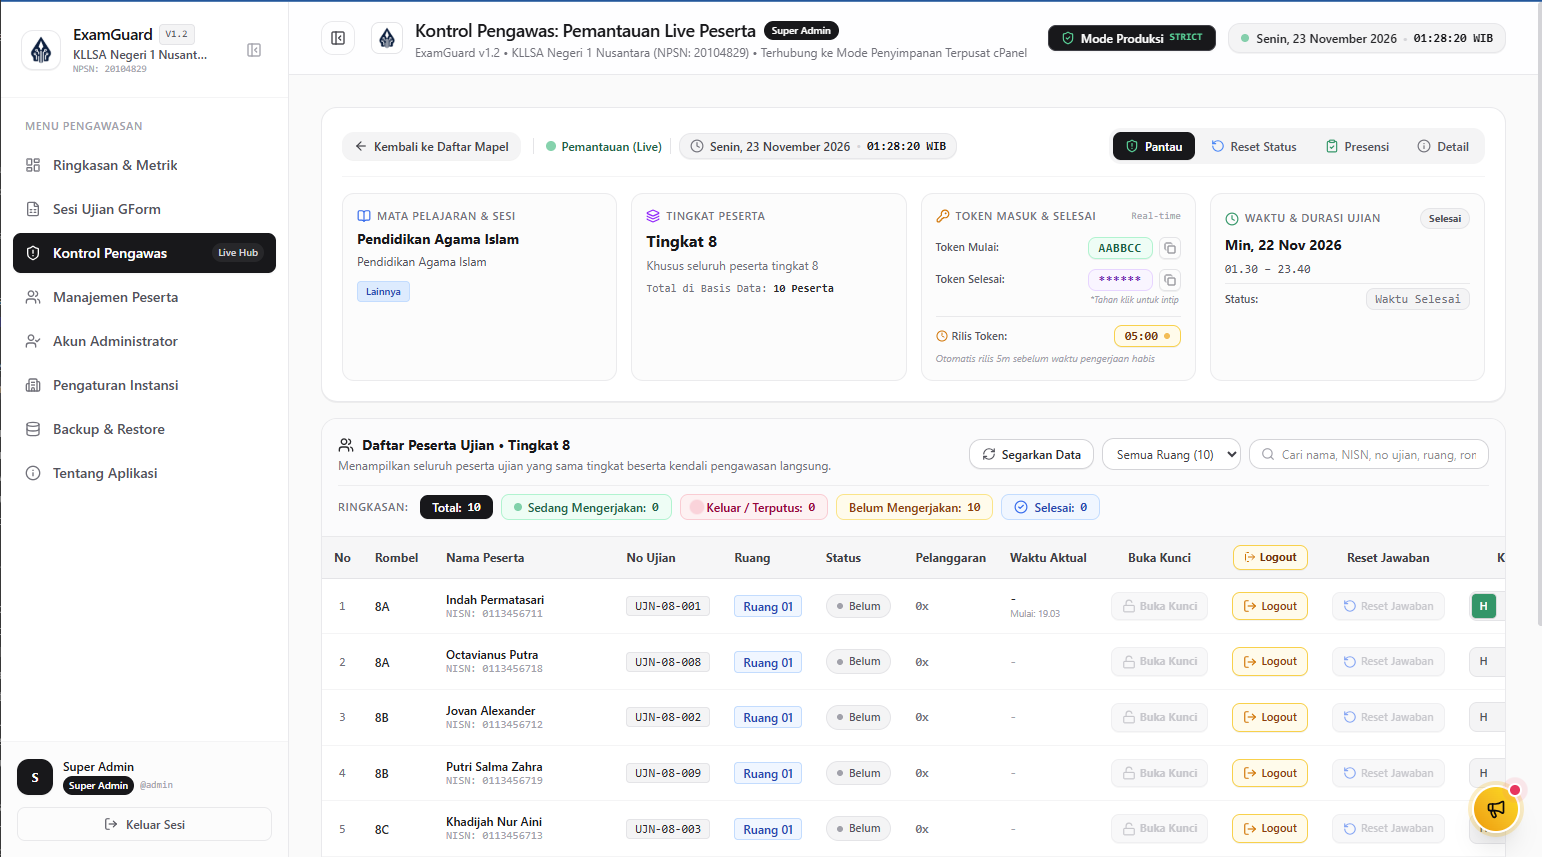 ExamGuard V1.2
KLLSA Negeri 1 Nusant...
NPSN: 20104829
MENU PENGAWASAN
Ringkasan & Metrik
Sesi Ujian GForm
Kontrol Pengawas Live Hub
Manajemen Peserta
Akun Administrator
Pengaturan Instansi
Backup & Restore
Tentang Aplikasi
S
Super Admin
Super Admin @admin
Keluar Sesi
Kontrol Pengawas: Pemantauan Live Peserta Super Admin
ExamGuard v1.2 • KLLSA Negeri 1 Nusantara (NPSN: 20104829) • Terhubung ke Mode Penyimpanan Terpusat cPanel
Mode Produksi STRICT
Senin, 23 November 2026 • 01:28:20 WIB
Kembali ke Daftar Mapel
Pemantauan (Live)
Senin, 23 November 2026 • 01:28:20 WIB
Pantau
Reset Status
Presensi
Detail
MATA PELAJARAN & SESI
Pendidikan Agama Islam
Pendidikan Agama Islam
Lainnya
TINGKAT PESERTA
Tingkat 8
Khusus seluruh peserta tingkat 8
Total di Basis Data: 10 Peserta
TOKEN MASUK & SELESAI Real-time
Token Mulai: AABBCC
Token Selesai: ******
*Tahan klik untuk intip
Rilis Token: 05:00
Otomatis rilis 5m sebelum waktu pengerjaan habis
WAKTU & DURASI UJIAN Selesai
Min, 22 Nov 2026
01.30 – 23.40
Status: Waktu Selesai
Daftar Peserta Ujian • Tingkat 8
Menampilkan seluruh peserta ujian yang sama tingkat beserta kendali pengawasan langsung.
Segarkan Data
Semua Ruang (10)
Cari nama, NISN, no ujian, ruang, ror
RINGKASAN: Total: 10 Sedang Mengerjakan: 0 Keluar / Terputus: 0 Belum Mengerjakan: 10 Selesai: 0
No Rombel Nama Peserta No Ujian Ruang Status Pelanggaran Waktu Aktual Buka Kunci Logout Reset Jawaban K
1 8A Indah Permatasari UJN-08-001 Ruang 01 Belum 0x - Buka Kunci Logout Reset Jawaban H
NISN: 0113456711 Mulai: 19.03
2 8A Octavianus Putra UJN-08-008 Ruang 01 Belum 0x - Buka Kunci Logout Reset Jawaban H
NISN: 0113456718
3 8B Jovan Alexander UJN-08-002 Ruang 01 Belum 0x - Buka Kunci Logout Reset Jawaban H
NISN: 0113456712
4 8B Putri Salma Zahra UJN-08-009 Ruang 01 Belum 0x - Buka Kunci Logout Reset Jawaban H
NISN: 0113456719
5 8C Khadijah Nur Aini UJN-08-003 Ruang 01 Belum 0x - Buka Kunci Logout Reset Jawaban
NISN: 0113456713